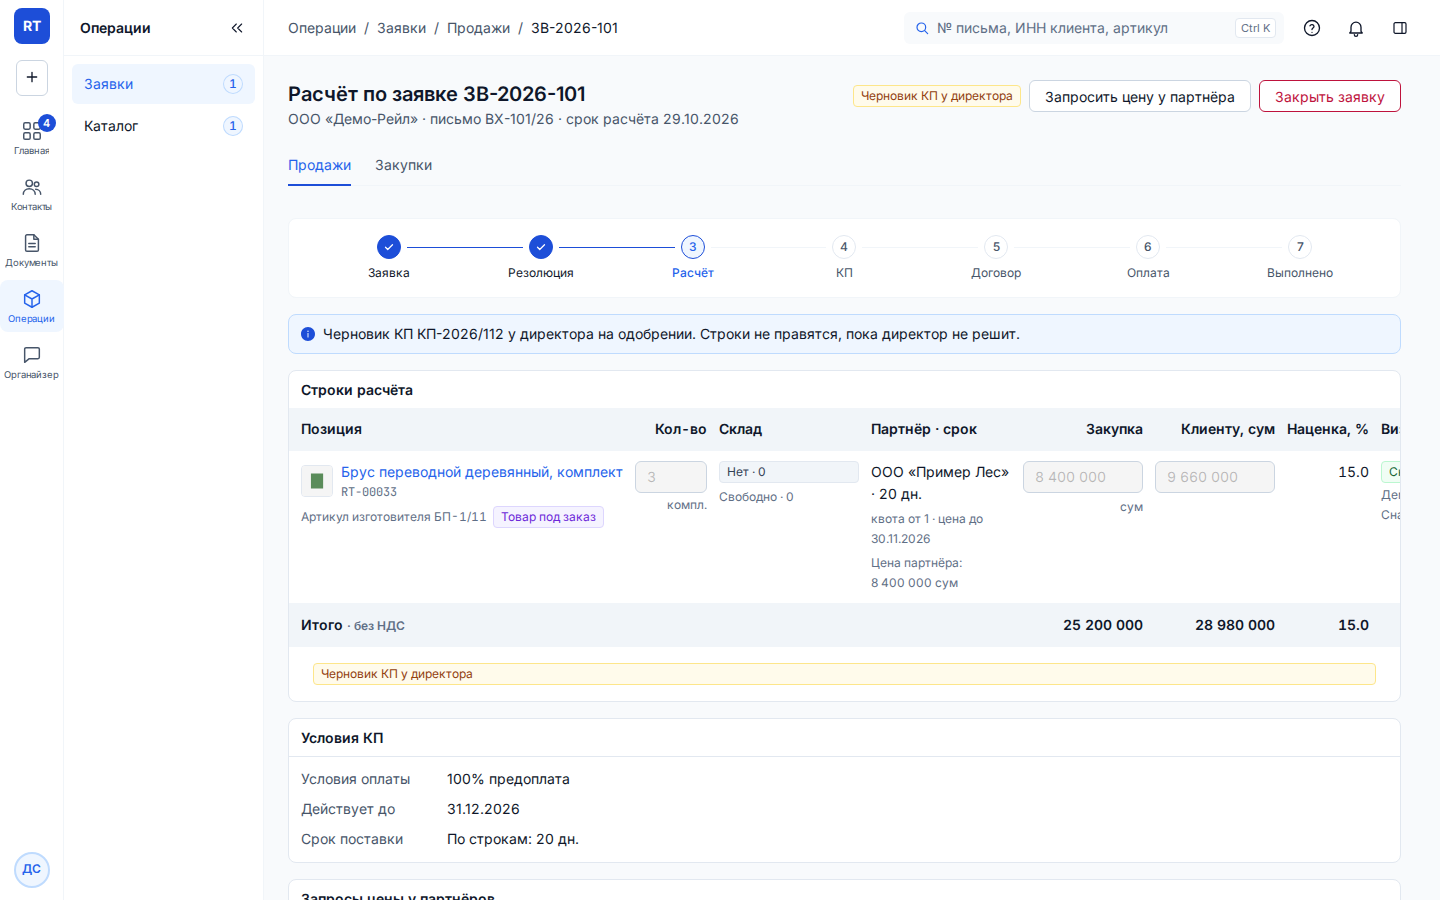 RT
Операции
Операции / Заявки / Продажи / ЗВ-2026-101
№ письма, ИНН клиента, артикул
Ctrl K
4
Главная
Контакты
Документы
Операции
Органайзер
ДС
Заявки 1
Каталог 1
Расчёт по заявке ЗВ-2026-101
ООО «Демо-Рейл» · письмо ВХ-101/26 · срок расчёта 29.10.2026
Черновик КП у директора
Запросить цену у партнёра
Закрыть заявку
Продажи Закупки
3 4 5 6 7
Заявка Резолюция Расчёт КП Договор Оплата Выполнено
Черновик КП КП-2026/112 у директора на одобрении. Строки не правятся, пока директор не решит.
Строки расчёта
Позиция Кол-во Склад Партнёр · срок Закупка Клиенту, сум Наценка, %
Брус переводной деревянный, комплект
RT-00033
Артикул изготовителя БП-1/11 Товар под заказ
3
компл.
Нет · 0
Свободно · 0
ООО «Пример Лес»
· 20 дн.
квота от 1 · цена до
30.11.2026
Цена партнёра:
8 400 000 сум
8 400 000
сум
9 660 000
15.0
Итого · без НДС 25 200 000 28 980 000 15.0
Черновик КП у директора
Условия КП
Условия оплаты 100% предоплата
Действует до 31.12.2026
Срок поставки По строкам: 20 дн.
Запросы цены у партнёров